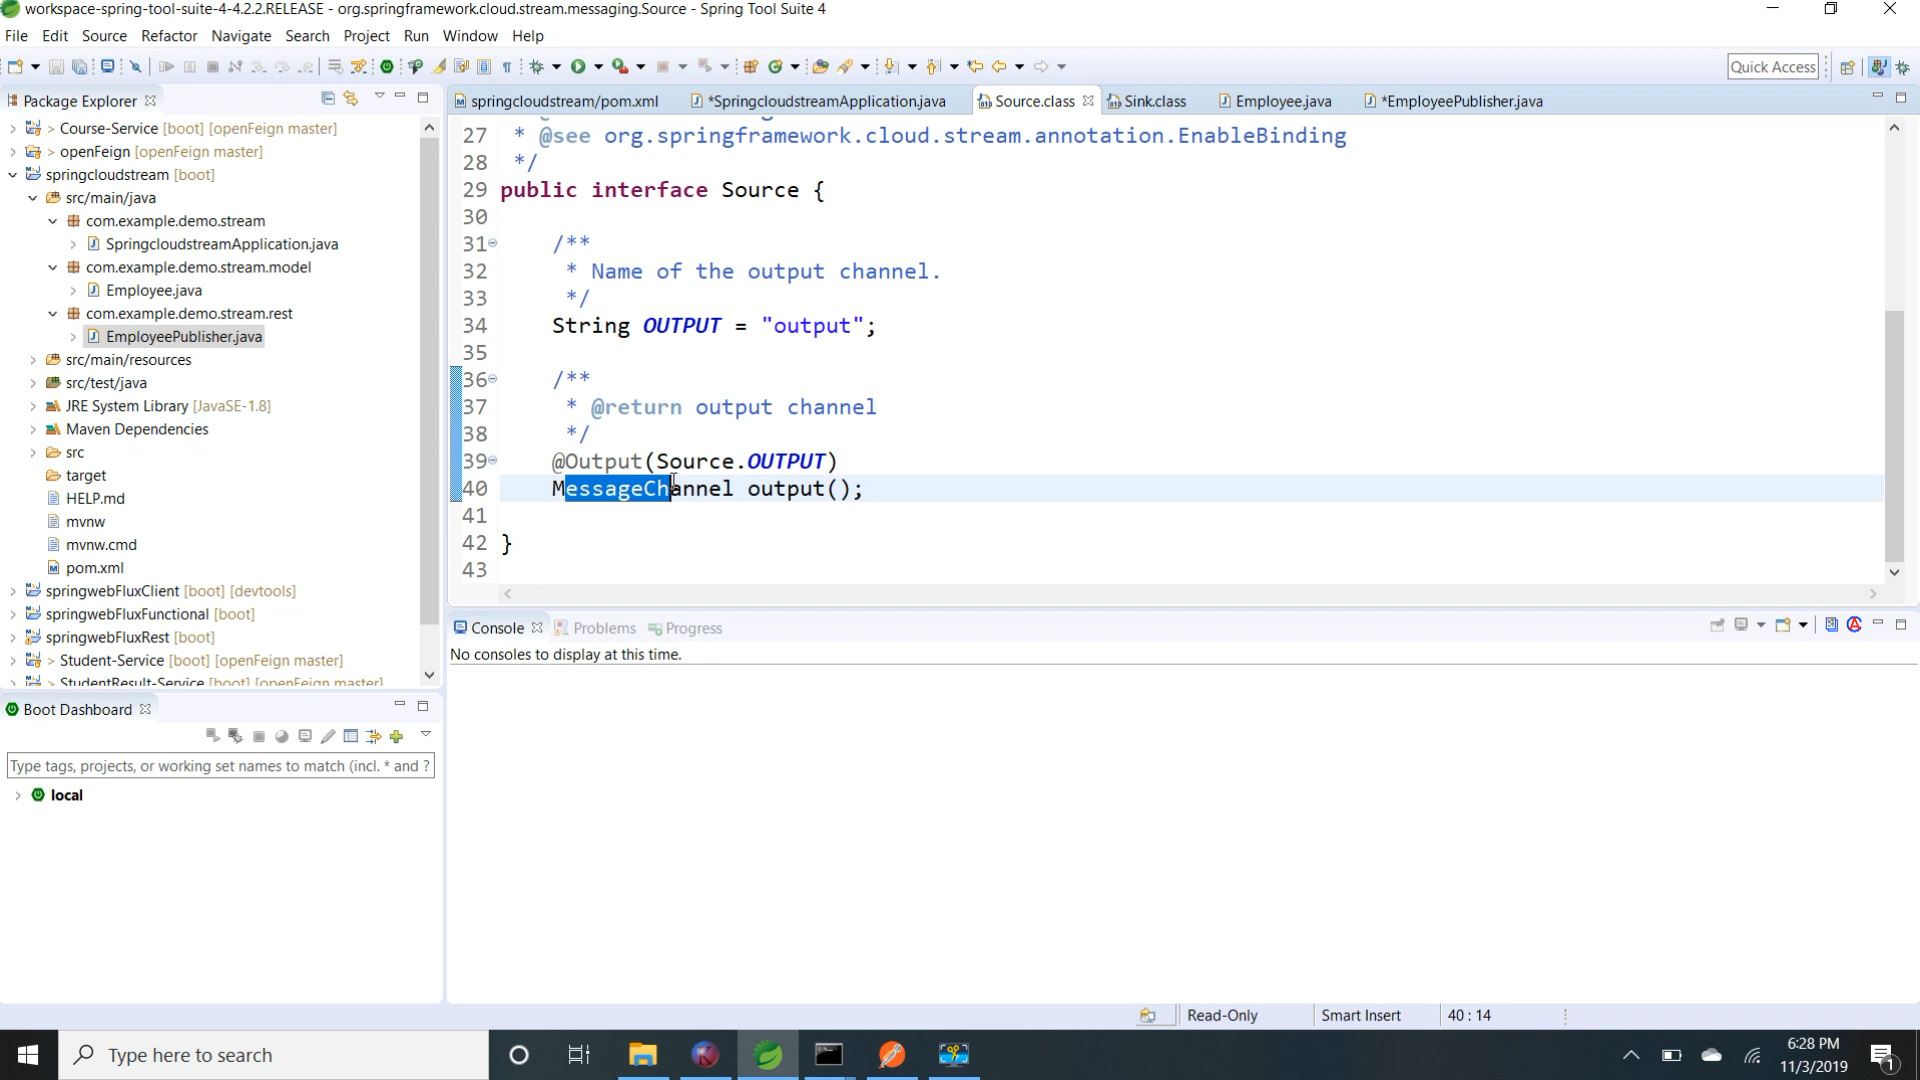 workspace-spring-tool-suite-4-4.2.2.RELEASE - org.springframework.cloud.stream.messaging.Source - Spring Tool Suite 4
File Edit Source Refactor Navigate Search Project Run Window Help
Quick Access
Package Explorer
springcloudstream/pom.xml *SpringcloudstreamApplication.java Source.class Sink.class Employee.java *EmployeePublisher.java
> Course-Service [boot] [openFeign master]
> openFeign [openFeign master]
springcloudstream [boot]
src/main/java
com.example.demo.stream
SpringcloudstreamApplication.java
com.example.demo.stream.model
Employee.java
com.example.demo.stream.rest
EmployeePublisher.java
src/main/resources
src/test/java
JRE System Library [JavaSE-1.8]
Maven Dependencies
src
target
HELP.md
mvnw
mvnw.cmd
pom.xml
springwebFluxClient [boot] [devtools]
springwebFluxFunctional [boot]
springwebFluxRest [boot]
> Student-Service [boot] [openFeign master]
> StudentResult-Service [boot] [openFeign master]
27 * @see org.springframework.cloud.stream.annotation.EnableBinding
28 */
29 public interface Source {
30
31 /**
32 * Name of the output channel.
33 */
34 String OUTPUT = "output";
35
36 /**
37 * @return output channel
38 */
39 @Output(Source.OUTPUT)
40 MessageChannel output();
41
42 }
43
Console Problems Progress
No consoles to display at this time.
Boot Dashboard
Type tags, projects, or working set names to match (incl. * and ?
local
Read-Only Smart Insert 40 : 14
Type here to search
6:28 PM
11/3/2019
1